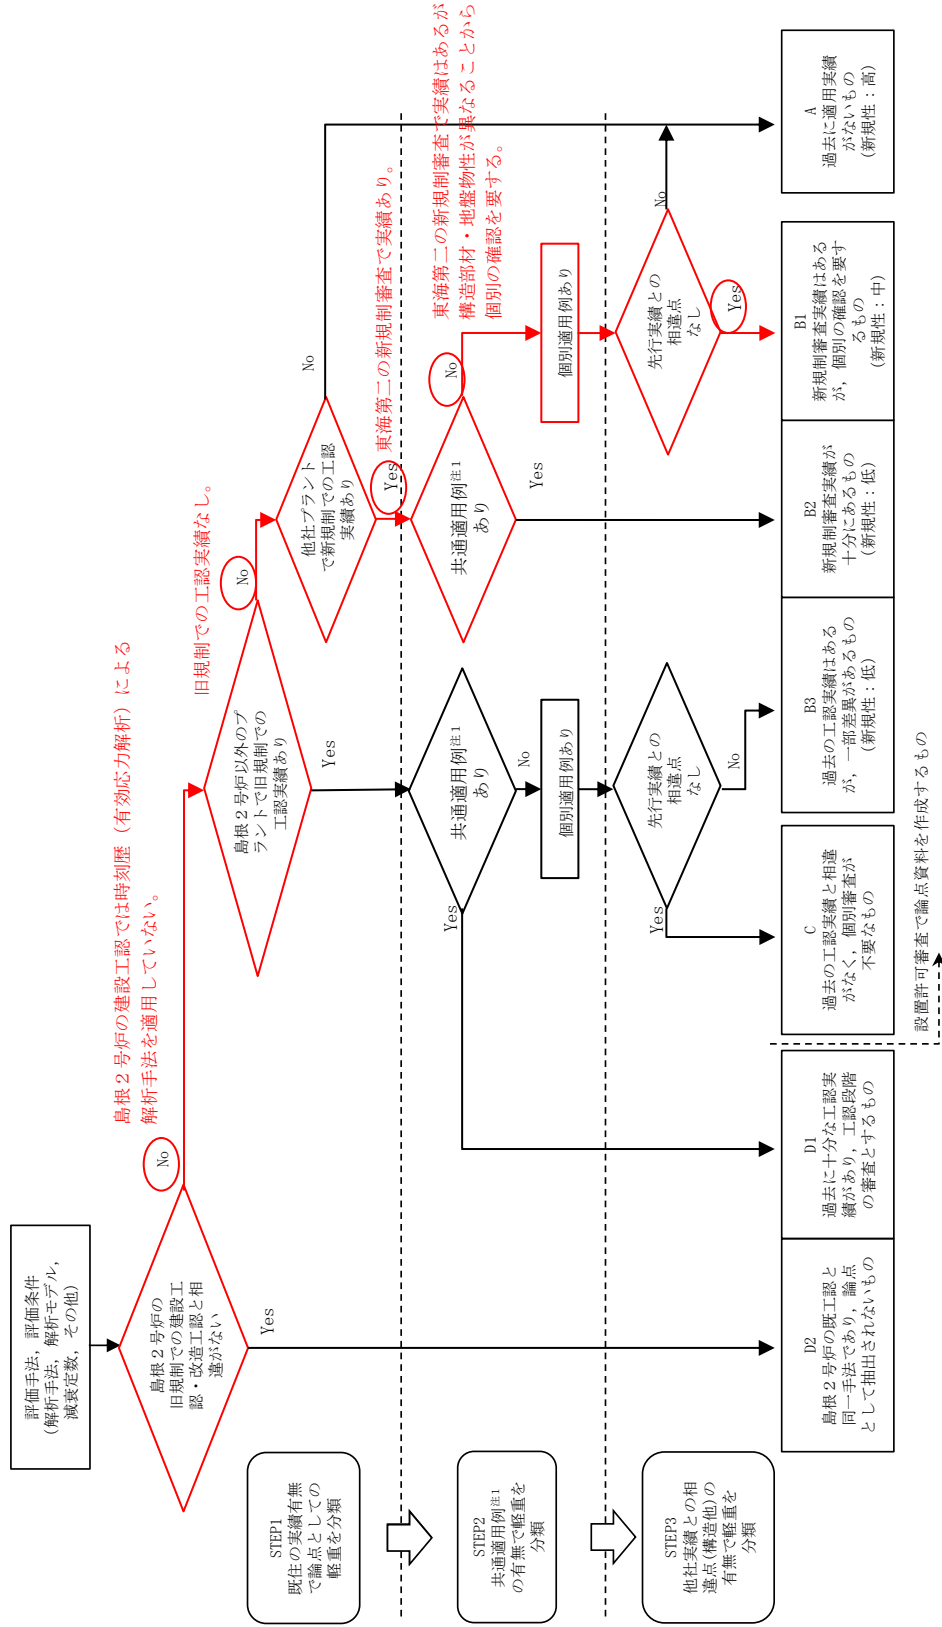 評価手法，評価条件
(解析手法、解析モデル，
減衰定数，その他)
島根２号炉の
旧規制での建設工
認・改造工認と相
違がない
No
Yes
島根２号炉の建設工認では時刻歴（有効応力解析）による
解析手法を適用していない。
島根２号炉以外のプ
ラントで旧規制での
工認実績あり
No
Yes
旧規制での工認実績なし。
他社プラント
で新規制での工認
実績あり
No
Yes
東海第二の新規制審査で実績あり。
STEP1
既往の実績有無
で論点としての
軽重を分類
STEP2
共通適用例注1
の有無で軽重を
分類
共通適用例注1
あり
Yes
No
個別適用例あり
共通適用例注1
あり
Yes
No
東海第二の新規制審査で実績はあるが
構造部材・地盤物性が異なることから
個別の確認を要する。
個別適用例あり
STEP3
他社実績との相
違点(構造他)の
有無で軽重を
分類
先行実績との
相違点
なし
Yes
No
先行実績との
相違点
なし
Yes
No
D2
島根２号炉の既工認と
同一手法であり，論点
として抽出されないもの
D1
過去に十分な工認実
績があり，工認段階
の審査とするもの
C
過去の工認実績と相違
がなく，個別審査が
不要なもの
B3
過去の工認実績はある
が，一部差異があるもの
(新規性：低)
B2
新規制審査実績が
十分にあるもの
(新規性：低)
B1
新規制審査実績はある
が，個別の確認を要す
るもの
(新規性：中)
A
過去に適用実績
がないもの
(新規性：高)
設置許可審査で論点資料を作成するもの